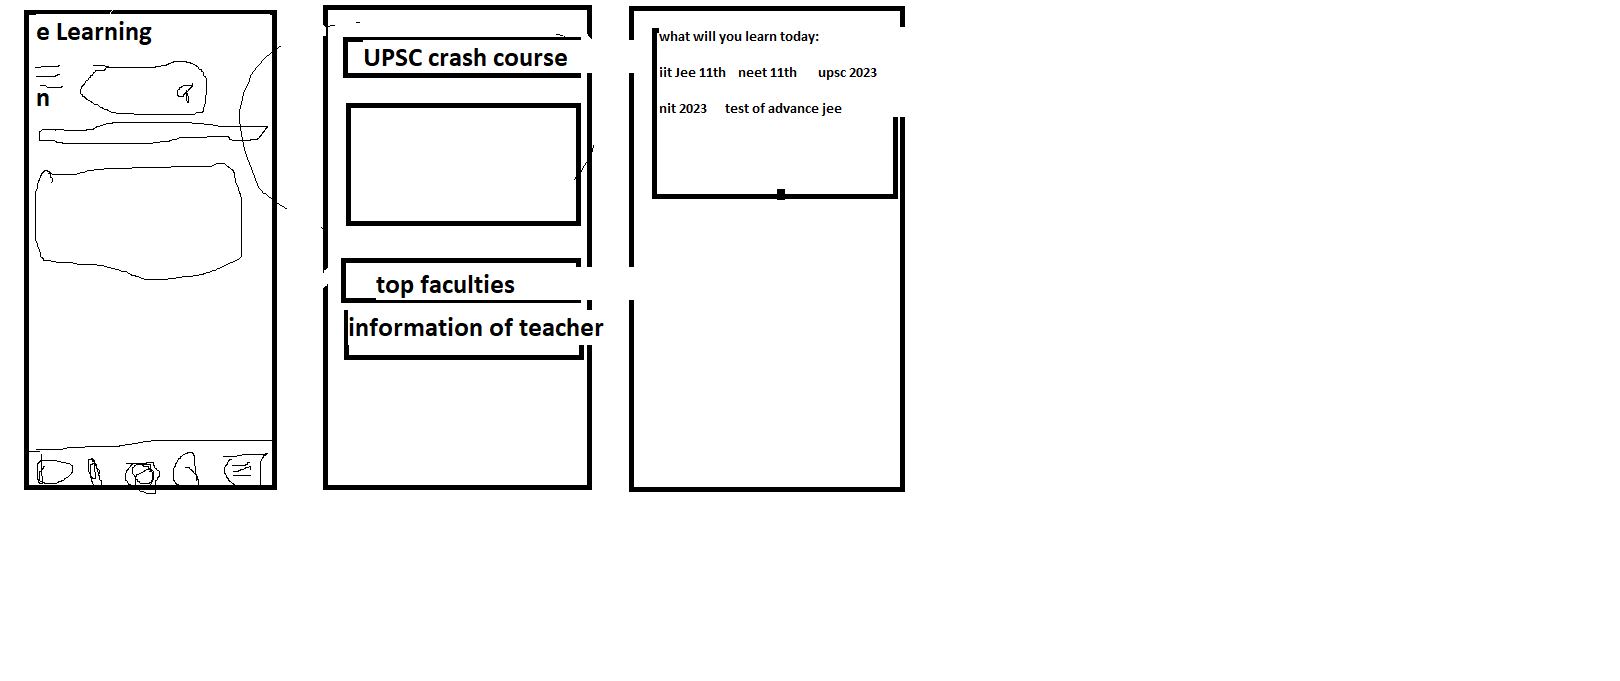 e Learning
n
UPSC crash course
top faculties
information of teacher
what will you learn today:
iit Jee 11th neet 11th upsc 2023
nit 2023 test of advance jee